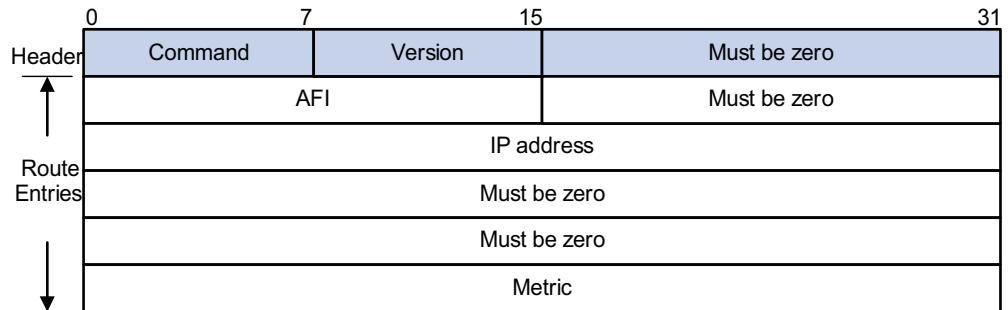 0 7 15 31
Header Command Version Must be zero
AFI Must be zero
IP address
Route
Entries
Must be zero
Must be zero
Metric